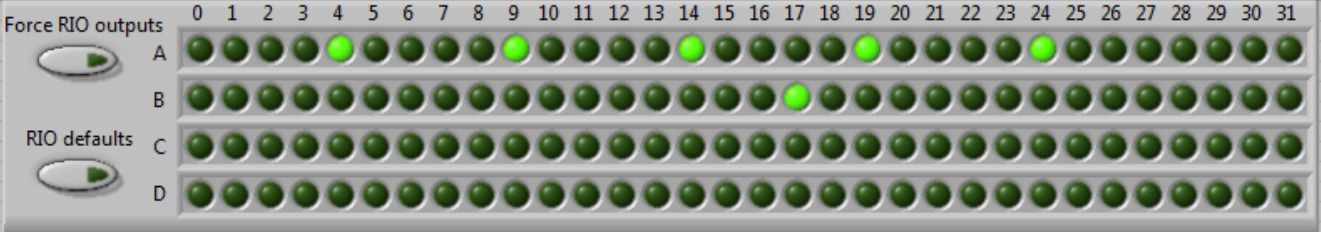 0 1 2 3 4 5 6 7 8 9 10 11 12 13 14 15 16 17 18 19 20 21 22 23 24 25 26 27 28 29 30 31
Force RIO outputs
A
B
RIO defaults
C
D